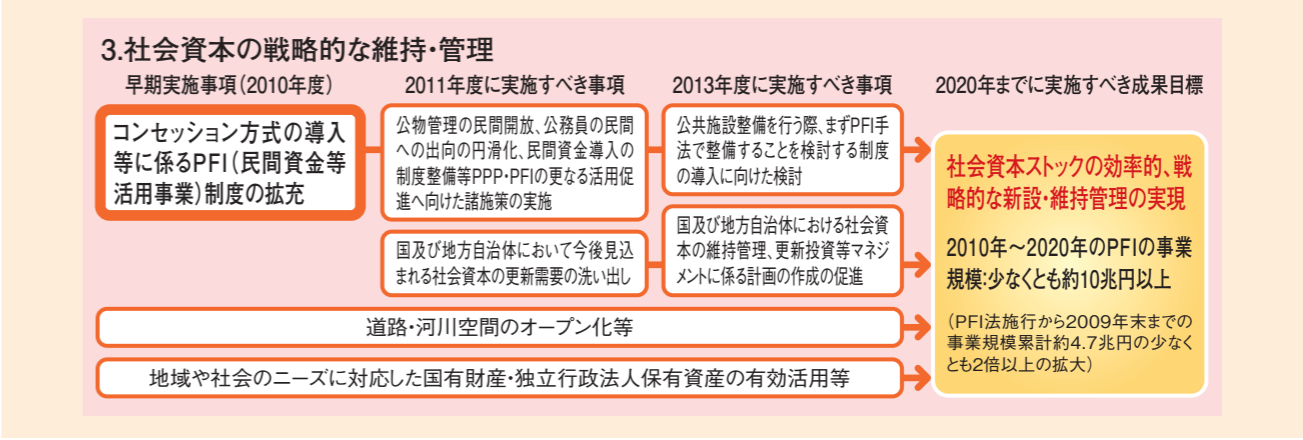 3.社会資本の戦略的な維持・管理
早期実施事項(2010年度)
2011年度に実施すべき事項
2013年度に実施すべき事項
2020年までに実施すべき成果目標
コンセッション方式の導入
等に係るPFI(民間資金等
活用事業)制度の拡充
公物管理の民間開放、公務員の民間
への出向の円滑化、民間資金導入の
制度整備等PPP・PFIの更なる活用促
進へ向けた諸施策の実施
公共施設整備を行う際、まずPFI手
法で整備することを検討する制度
の導入に向けた検討
国及び地方自治体において今後見込
まれる社会資本の更新需要の洗い出し
国及び地方自治体における社会資
本の維持管理、更新投資等マネジ
メントに係る計画の作成の促進
道路・河川空間のオープン化等
地域や社会のニーズに対応した国有財産・独立行政法人保有資産の有効活用等
社会資本ストックの効率的、戦
略的な新設・維持管理の実現
2010年～2020年のPFIの事業
規模:少なくとも約10兆円以上
(PFI法施行から2009年末までの
事業規模累計約4.7兆円の少なく
とも2倍以上の拡大)